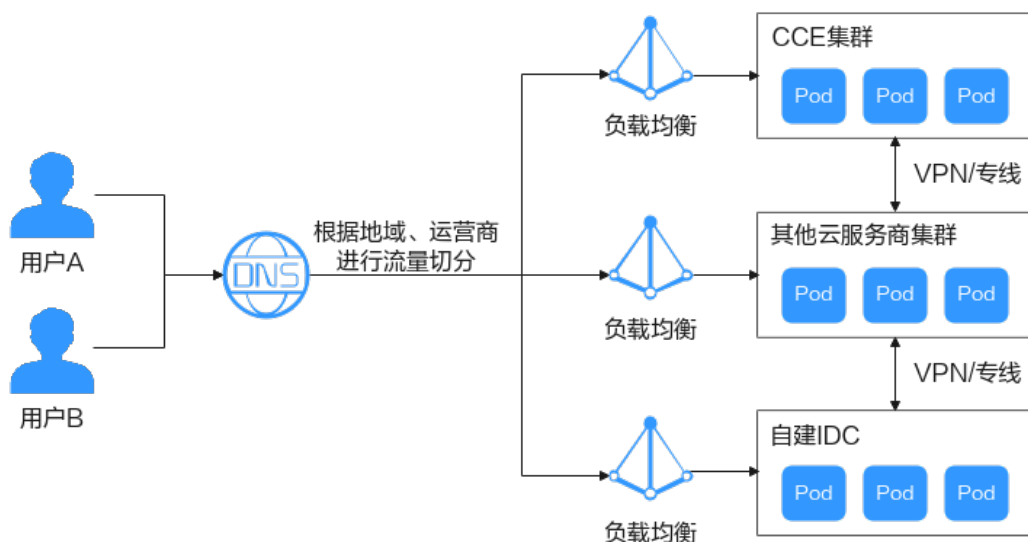 用户A
用户B
DNS
根据地域、运营商
进行流量切分
负载均衡
负载均衡
负载均衡
CCE集群
Pod Pod Pod
VPN/专线
其他云服务商集群
Pod Pod Pod
VPN/专线
自建IDC
Pod Pod Pod